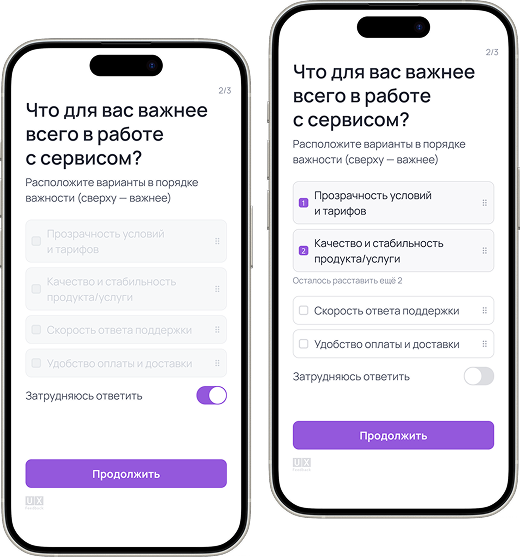 2/3
Что для вас важнее
всего в работе
с сервисом?
Расположите варианты в порядке
важности (сверху — важнее)
Прозрачность условий
и тарифов
Качество и стабильность
продукта/услуги
Скорость ответа поддержки
Удобство оплаты и доставки
Затрудняюсь ответить
Продолжить
UX
feedback
2/3
Что для вас важнее
всего в работе
с сервисом?
Расположите варианты в порядке
важности (сверху — важнее)
1 Прозрачность условий
и тарифов
2 Качество и стабильность
продукта/услуги
Осталось расставить ещё 2
Скорость ответа поддержки
Удобство оплаты и доставки
Затрудняюсь ответить
Продолжить
UX
feedback